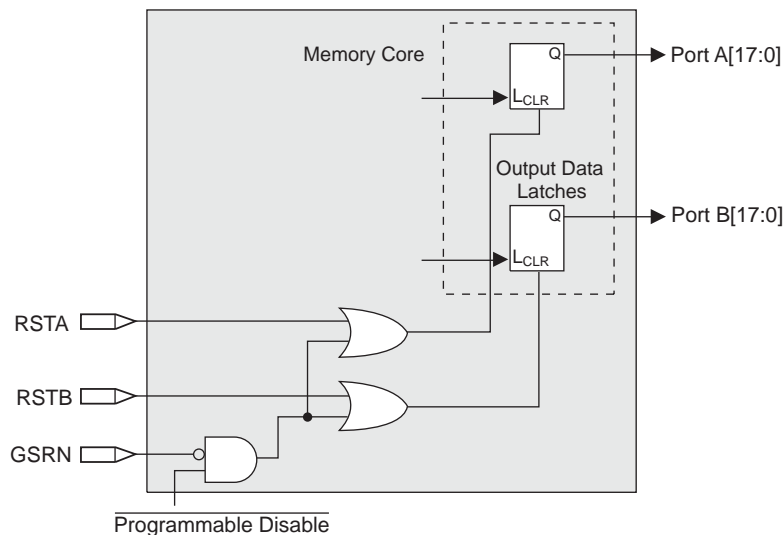 Memory Core
Q
Port A[17:0]
LCLR
Output Data
Latches
Q
Port B[17:0]
LCLR
RSTA
RSTB
GSRN
Programmable Disable